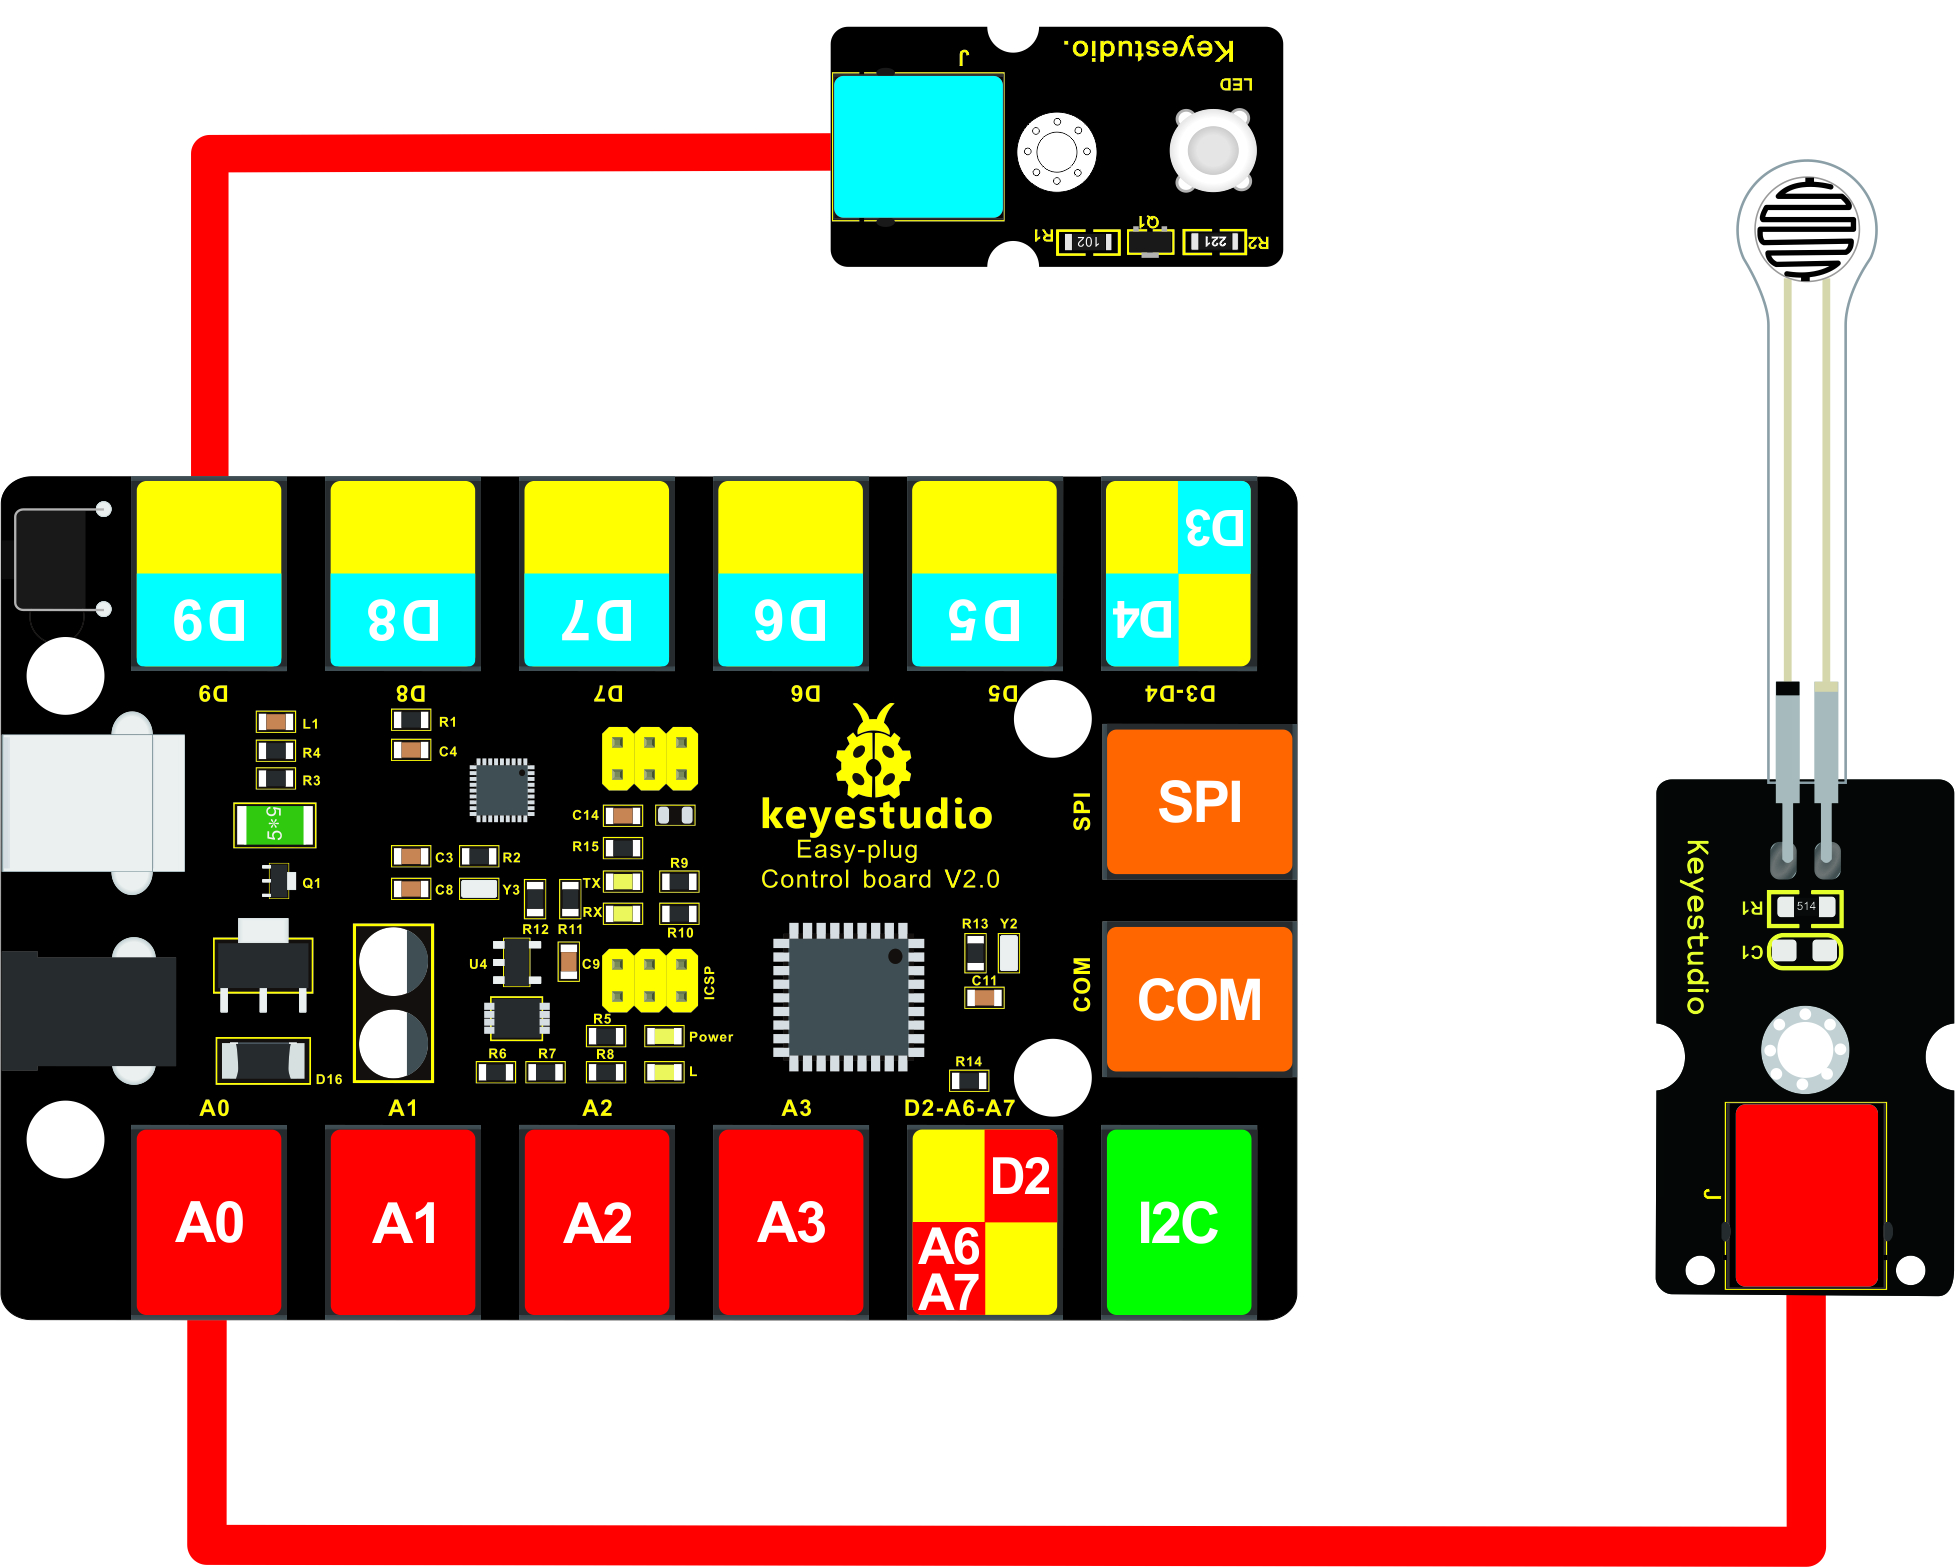 Keyestudio.
J
LED
Q1
R1
102
221
R2
D9
D8
D7
D6
D5
D3
D4
D9
D8
D7
D6
D5
D3-D4
L1
R4
R3
5*5
Q1
R1
C4
C3
R2
C8
Y3
C14
R15
TX
RX
R9
R10
R12
R11
U4
C9
ICSP
R5
Power
R6
R7
R8
L
D16
keyestudio
Easy-plug
Control board V2.0
R13
Y2
C11
R14
SPI
SPI
COM
COM
A0
A1
A2
A3
D2-A6-A7
A0
A1
A2
A3
D2
A6
A7
I2C
Keyestudio
R1
514
C1
J